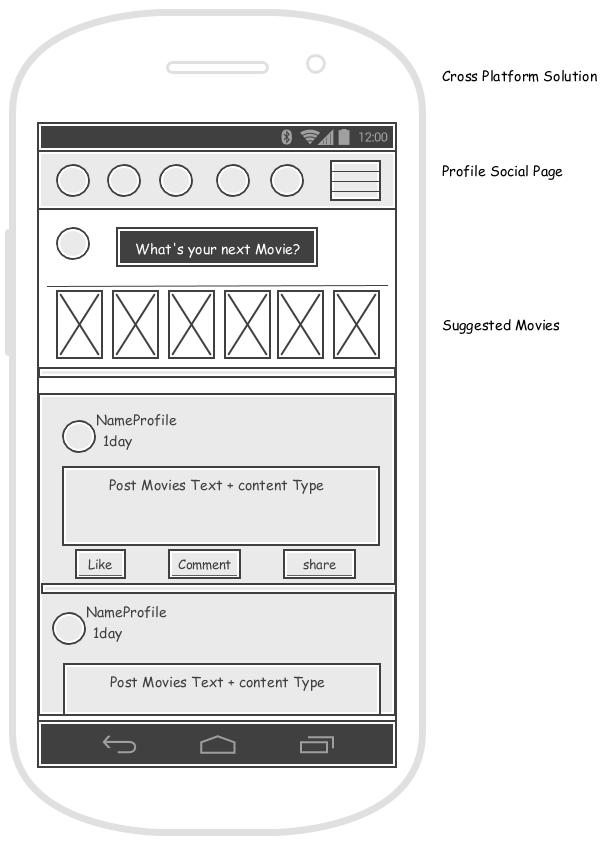 Cross Platform Solution
12:00
Profile Social Page
What's your next Movie?
Suggested Movies
NameProfile
1day
Post Movies Text + content Type
Like
Comment
share
NameProfile
1day
Post Movies Text + content Type